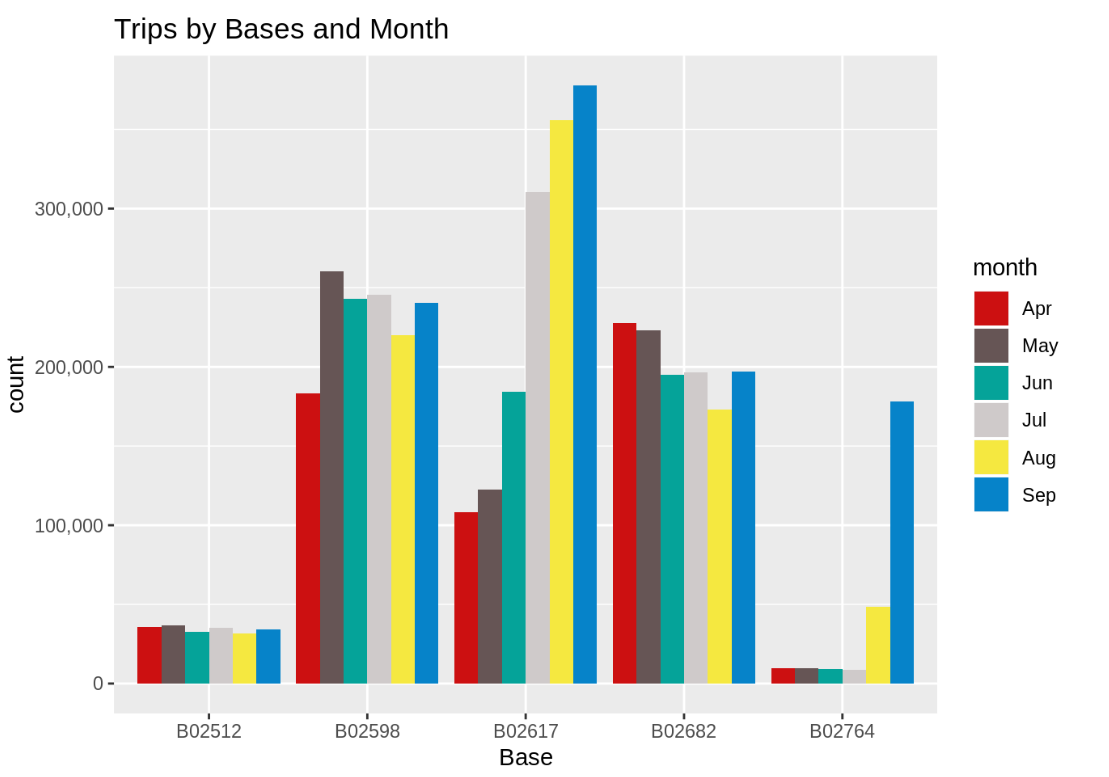 Trips by Bases and Month
count
300,000
200,000
100,000
0
B02512 B02598 B02617 B02682 B02764
Base
month
Apr
May
Jun
Jul
Aug
Sep